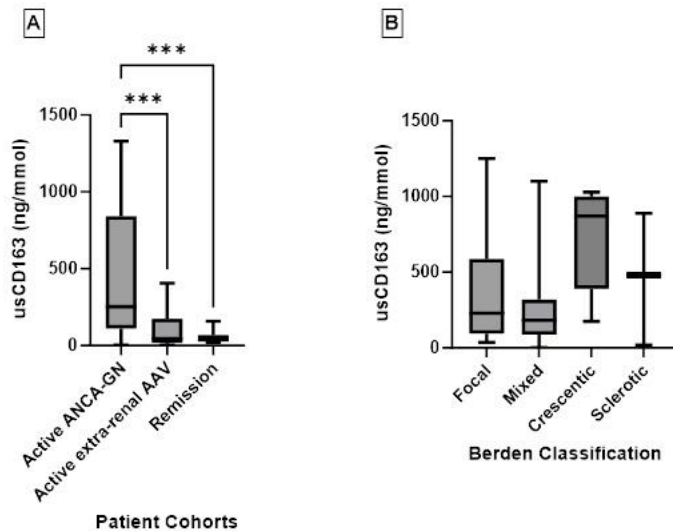 A
***
***
usCD163 (ng/mmol)
1500
1000
500
0
Active ANCA-GN
Active extra-renal AAV
Remission
Patient Cohorts
B
usCD163 (ng/mmol)
1500
1000
500
0
Focal
Mixed
Crescentic
Sclerotic
Berden Classification